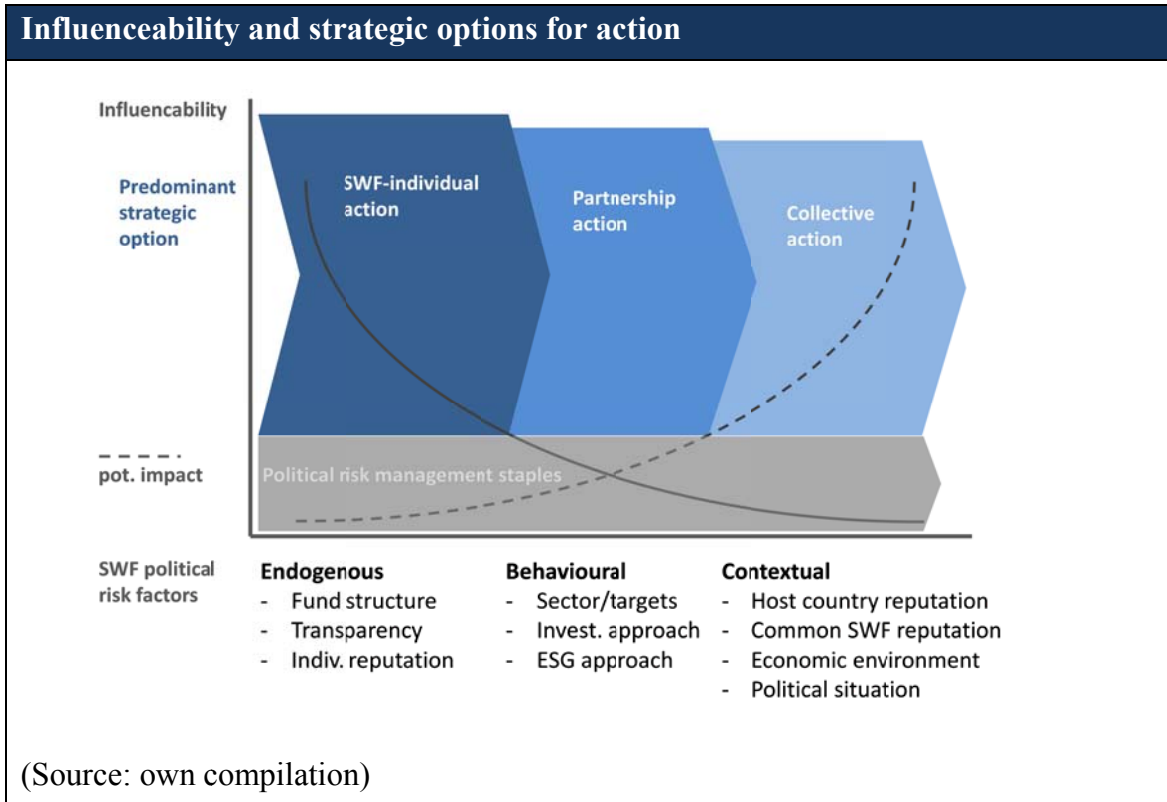 Influenceability and strategic options for action
Influencability
Predominant
strategic
option
SWF-individual
action
Partnership
action
Collective
action
pot. impact
Political risk management staples
SWF political
risk factors
Endogenous
- Fund structure
- Transparency
- Indiv. reputation
Behavioural
- Sector/targets
- Invest. approach
- ESG approach
Contextual
- Host country reputation
- Common SWF reputation
- Economic environment
- Political situation
(Source: own compilation)